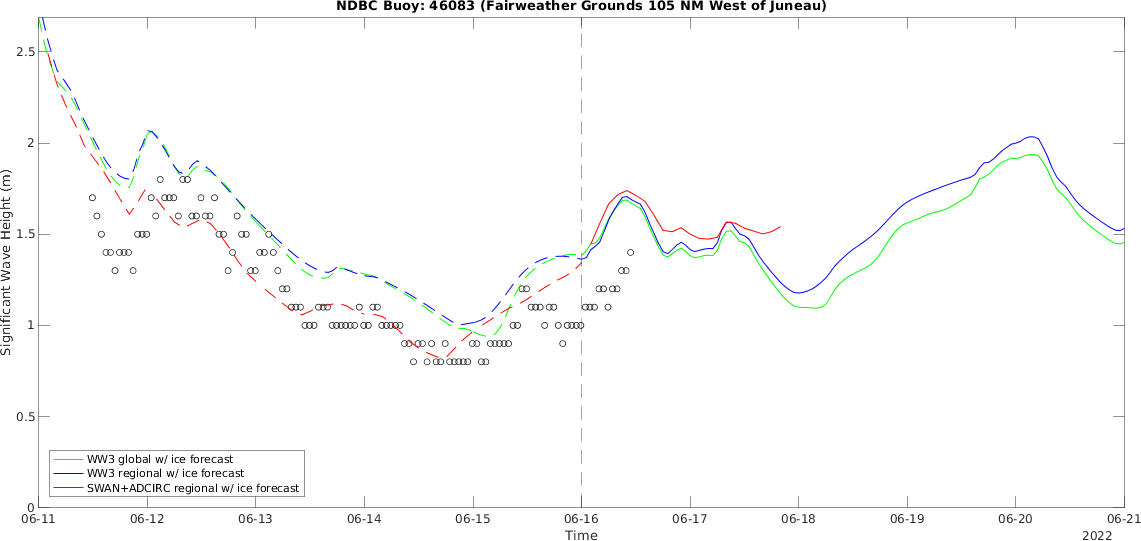 NDBC Buoy: 46083 (Fairweather Grounds 105 NM West of Juneau)
Significant Wave Height (m)
2.5
2
1.5
1
0.5
0
WW3 global w/ ice forecast
WW3 regional w/ ice forecast
SWAN+ADCIRC regional w/ ice forecast
06-11 06-12 06-13 06-14 06-15 06-16 06-17 06-18 06-19 06-20 06-21
Time
2022